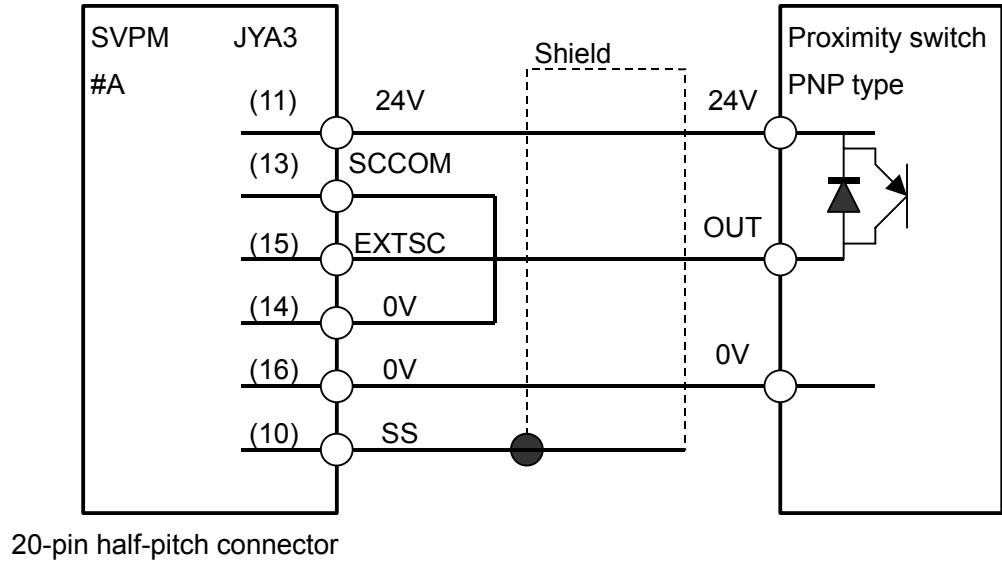 SVPM JYA3
#A
Shield
Proximity switch
PNP type
(11) 24V 24V
(13) SCCOM
(15) EXTSC OUT
(14) 0V
(16) 0V 0V
(10) SS
20-pin half-pitch connector